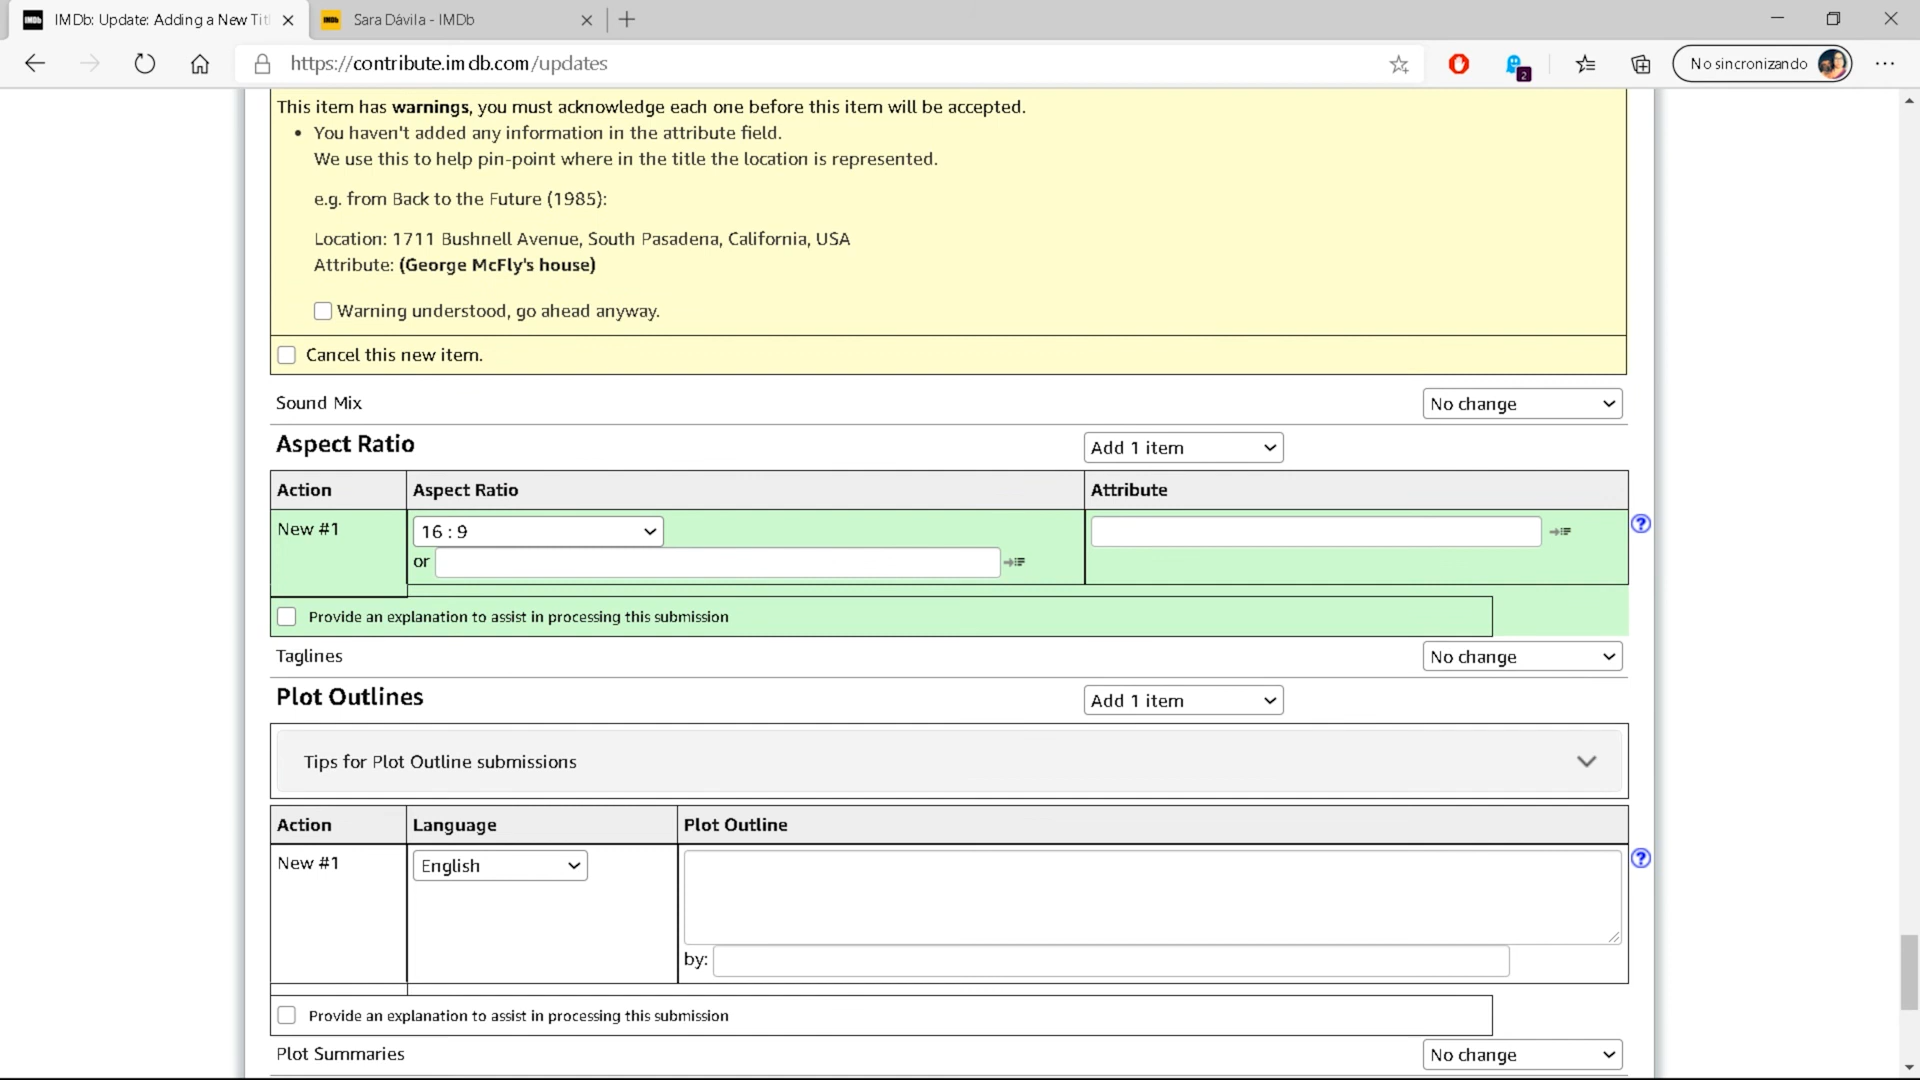 IMDb: Update: Adding a New Titl
Sara Dávila - IMDb
https://contribute.imdb.com/updates
2
No sincronizando
This item has warnings, you must acknowledge each one before this item will be accepted.
• You haven't added any information in the attribute field.
We use this to help pin-point where in the title the location is represented.
e.g. from Back to the Future (1985):
Location: 1711 Bushnell Avenue, South Pasadena, California, USA
Attribute: (George McFly's house)
Warning understood, go ahead anyway.
Cancel this new item.
Sound Mix No change
Aspect Ratio Add 1 item
Action Aspect Ratio Attribute
New #1 16 : 9
or
?
Provide an explanation to assist in processing this submission
Taglines No change
Plot Outlines Add 1 item
Tips for Plot Outline submissions
Action Language Plot Outline
New #1 English
?
by:
Provide an explanation to assist in processing this submission
Plot Summaries No change